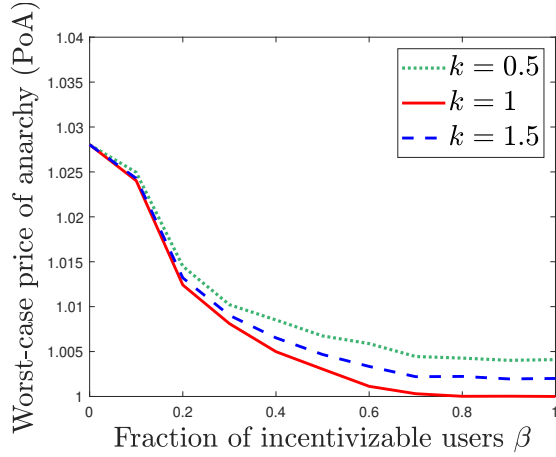 Worst-case price of anarchy (PoA)
1.04
1.035
1.03
1.025
1.02
1.015
1.01
1.005
1
k = 0.5
k = 1
k = 1.5
0 0.2 0.4 0.6 0.8 1
Fraction of incentivizable users β